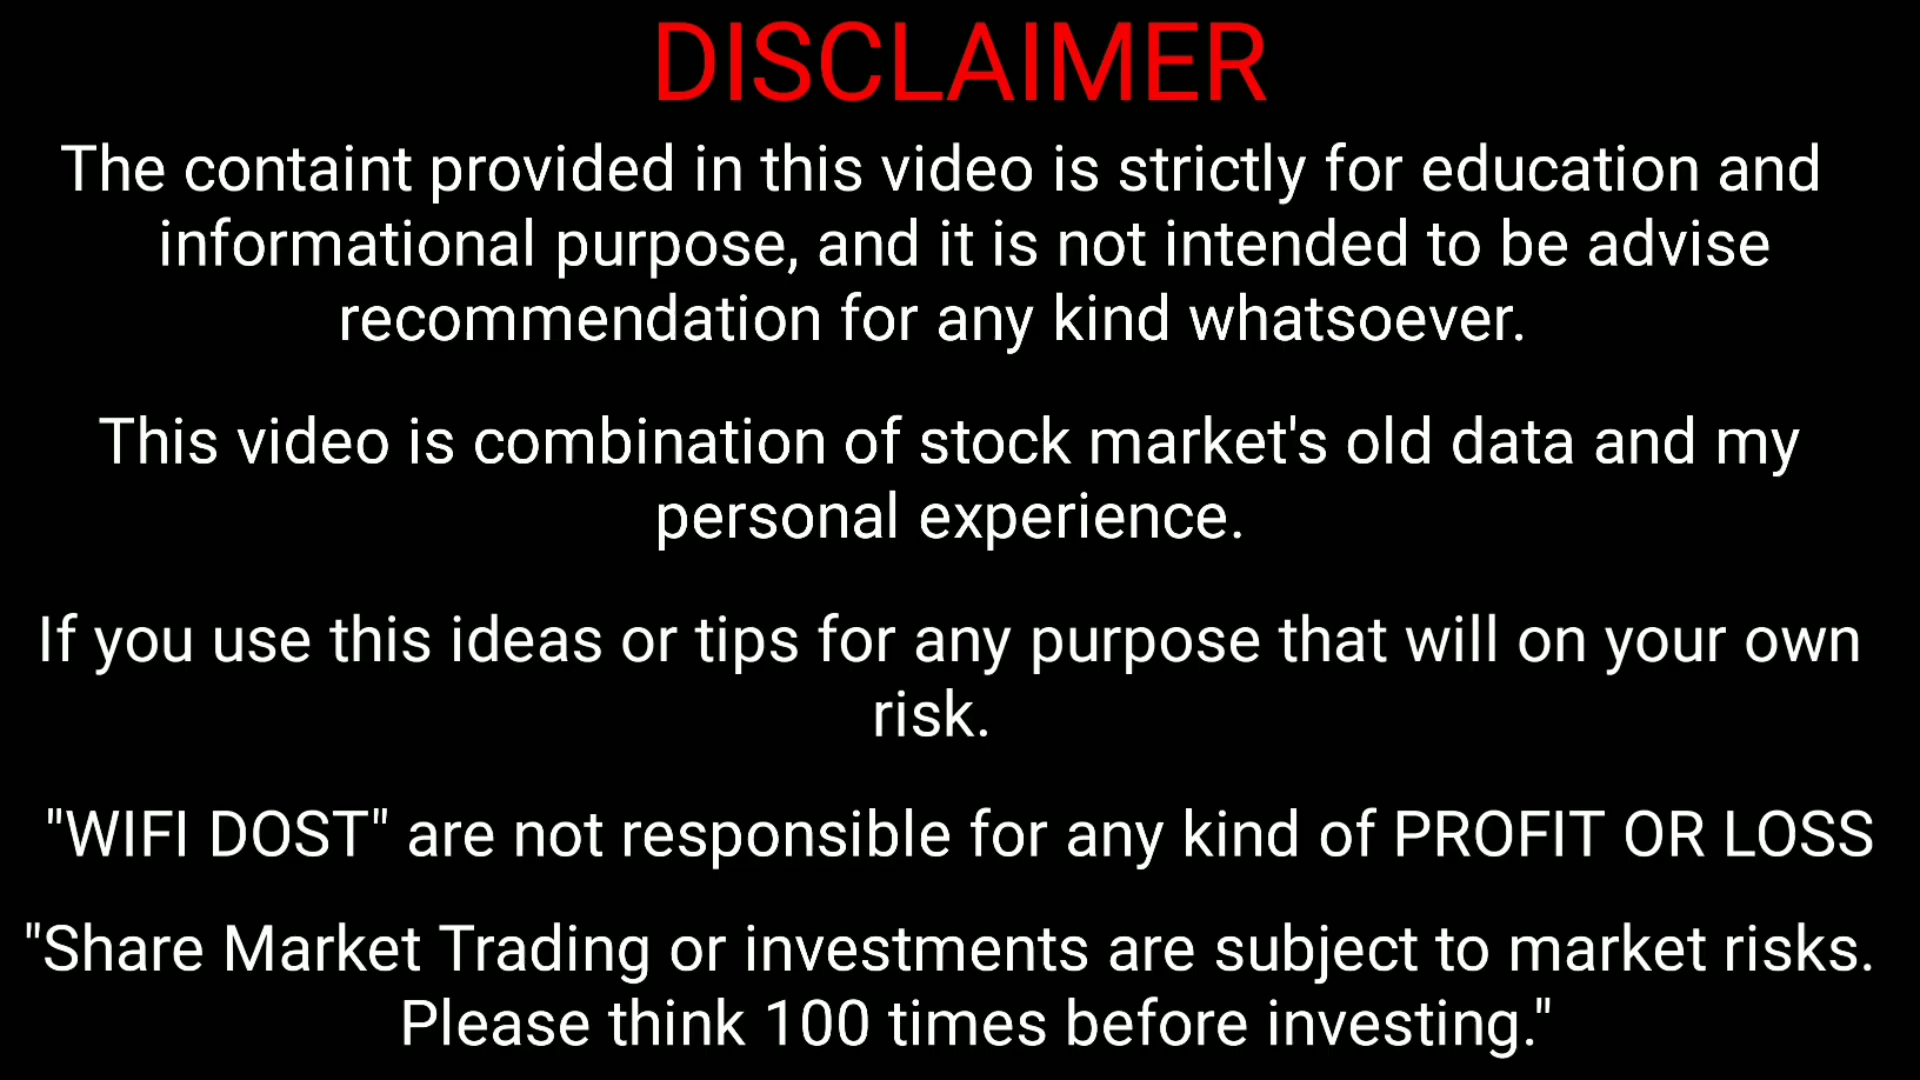 DISCLAIMER
The containt provided in this video is strictly for education and
informational purpose, and it is not intended to be advise
recommendation for any kind whatsoever.
This video is combination of stock market's old data and my
personal experience.
If you use this ideas or tips for any purpose that will on your own
risk.
"WIFI DOST" are not responsible for any kind of PROFIT OR LOSS
"Share Market Trading or investments are subject to market risks.
Please think 100 times before investing."